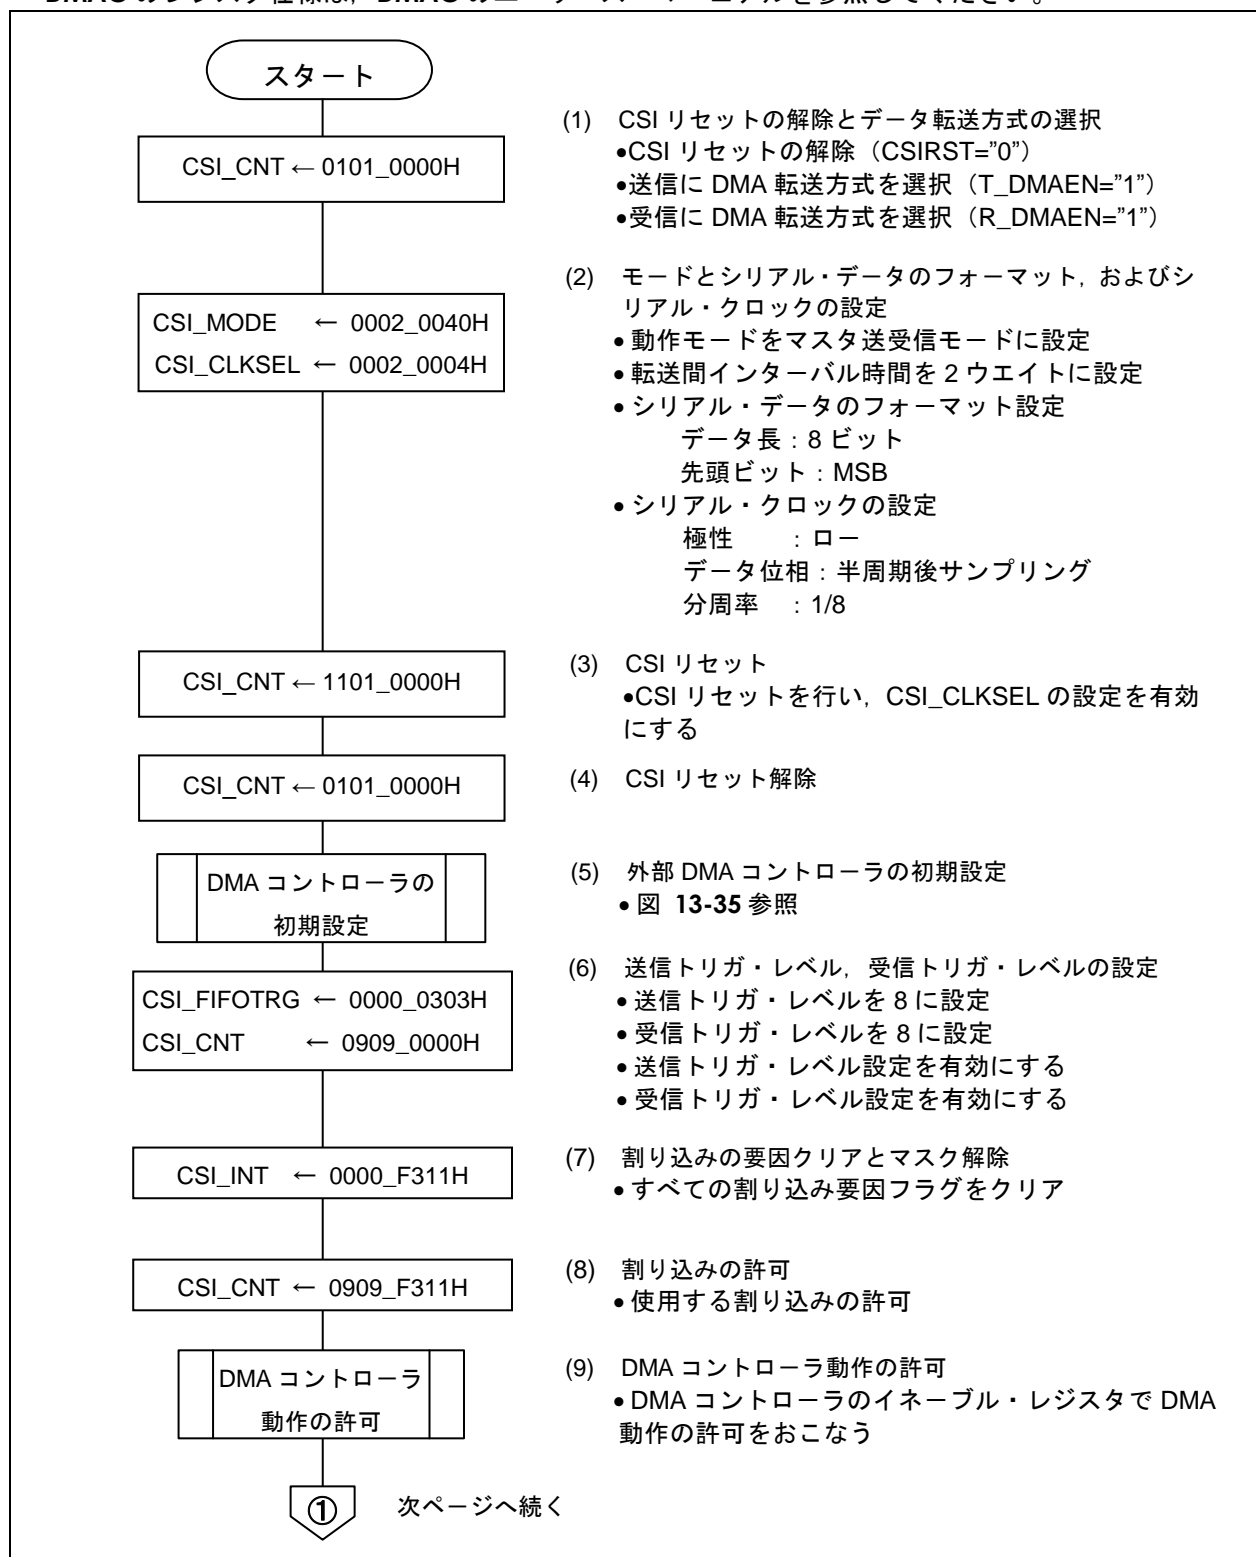 スタート
CSI_CNT ← 0101_0000H
(1) CSI リセットの解除とデータ転送方式の選択
•CSI リセットの解除（CSIRST=”0”）
•送信に DMA 転送方式を選択（T_DMAEN=”1”）
•受信に DMA 転送方式を選択（R_DMAEN=”1”）
CSI_MODE ← 0002_0040H
CSI_CLKSEL ← 0002_0004H
(2) モードとシリアル・データのフォーマット，およびシ
リアル・クロックの設定
• 動作モードをマスタ送受信モードに設定
• 転送間インターバル時間を 2 ウエイトに設定
• シリアル・データのフォーマット設定
データ長：8 ビット
先頭ビット：MSB
• シリアル・クロックの設定
極性 ：ロー
データ位相：半周期後サンプリング
分周率 ：1/8
CSI_CNT ← 1101_0000H
(3) CSI リセット
•CSI リセットを行い，CSI_CLKSEL の設定を有効
にする
CSI_CNT ← 0101_0000H
(4) CSI リセット解除
DMA コントローラの
初期設定
(5) 外部 DMA コントローラの初期設定
• 図 13-35 参照
CSI_FIFOTRG ← 0000_0303H
CSI_CNT ← 0909_0000H
(6) 送信トリガ・レベル，受信トリガ・レベルの設定
• 送信トリガ・レベルを 8 に設定
• 受信トリガ・レベルを 8 に設定
• 送信トリガ・レベル設定を有効にする
• 受信トリガ・レベル設定を有効にする
CSI_INT ← 0000_F311H
(7) 割り込みの要因クリアとマスク解除
• すべての割り込み要因フラグをクリア
CSI_CNT ← 0909_F311H
(8) 割り込みの許可
• 使用する割り込みの許可
DMA コントローラ
動作の許可
(9) DMA コントローラ動作の許可
• DMA コントローラのイネーブル・レジスタで DMA
動作の許可をおこなう
①
次ページへ続く